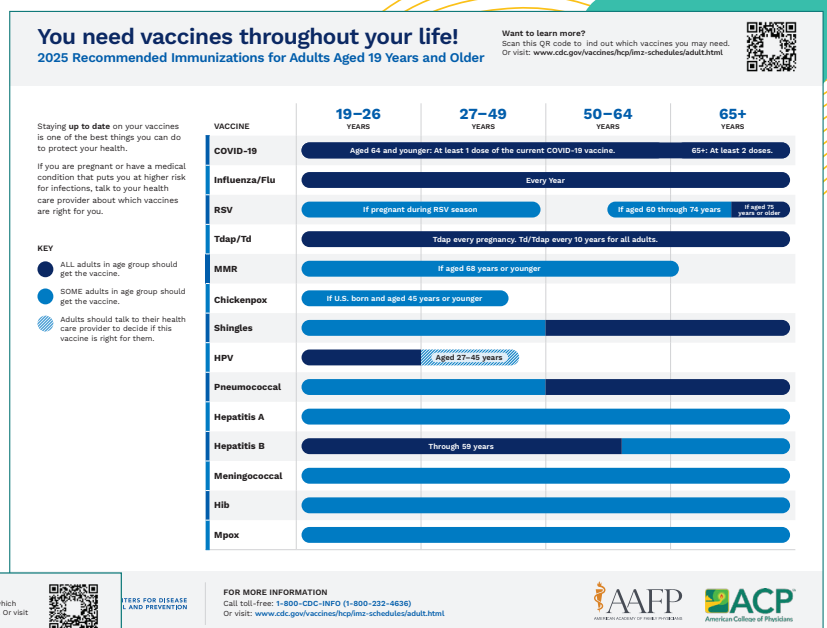 You need vaccines throughout your life!
2025 Recommended Immunizations for Adults Aged 19 Years and Older
Want to learn more?
Scan this QR code to ind out which vaccines you may need.
Or visit: www.cdc.gov/vaccines/hcp/imz-schedules/adult.html
Staying up to date on your vaccines
is one of the best things you can do
to protect your health.
If you are pregnant or have a medical
condition that puts you at higher risk
for infections, talk to your health
care provider about which vaccines
are right for you.
KEY
ALL adults in age group should
get the vaccine.
SOME adults in age group should
get the vaccine.
Adults should talk to their health
care provider to decide if this
vaccine is right for them.
VACCINE
19–26
YEARS
27–49
YEARS
50–64
YEARS
65+
YEARS
COVID-19
Aged 64 and younger: At least 1 dose of the current COVID-19 vaccine.
65+: At least 2 doses.
Influenza/Flu
Every Year
RSV
If pregnant during RSV season
If aged 60 through 74 years
If aged 75
years or older
Tdap/Td
Tdap every pregnancy. Td/Tdap every 10 years for all adults.
MMR
If aged 68 years or younger
Chickenpox
If U.S. born and aged 45 years or younger
Shingles
HPV
Aged 27–45 years
Pneumococcal
Hepatitis A
Hepatitis B
Through 59 years
Meningococcal
Hib
Mpox
hich
Or visit
TERS FOR DISEASE
L AND PREVENTION
FOR MORE INFORMATION
Call toll-free: 1-800-CDC-INFO (1-800-232-4636)
Or visit: www.cdc.gov/vaccines/hcp/imz-schedules/adult.html
AAFP
AMERICAN ACADEMY OF FAMILY PHYSICIANS
ACP
American College of Physicians